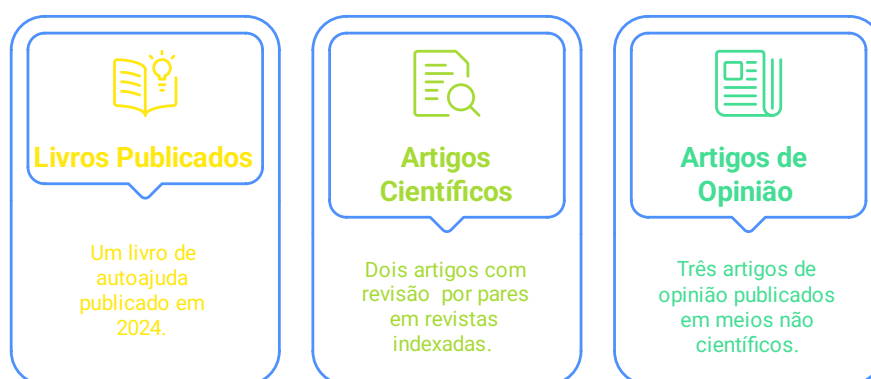 Livros Publicados
Um livro de
autoajuda
publicado em
2024.
Artigos
Científicos
Dois artigos com
revisão por pares
em revistas
indexadas.
Artigos de
Opinião
Três artigos de
opinião publicados
em meios não
científicos.